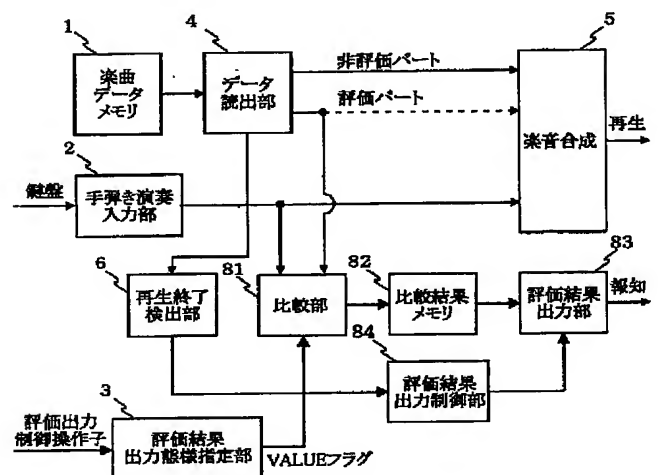 1
楽曲
データ
メモリ
4
データ
読出部
非評価パート
評価パート
5
楽音合成
再生
2
鍵盤
手弾き演奏
入力部
6
再生終了
検出部
81
比較部
82
比較結果
メモリ
83
評価結果
出力部
報知
84
評価結果
出力制御部
評価出力
制御操作子
3
評価結果
出力態様指定部
VALUEフラグ